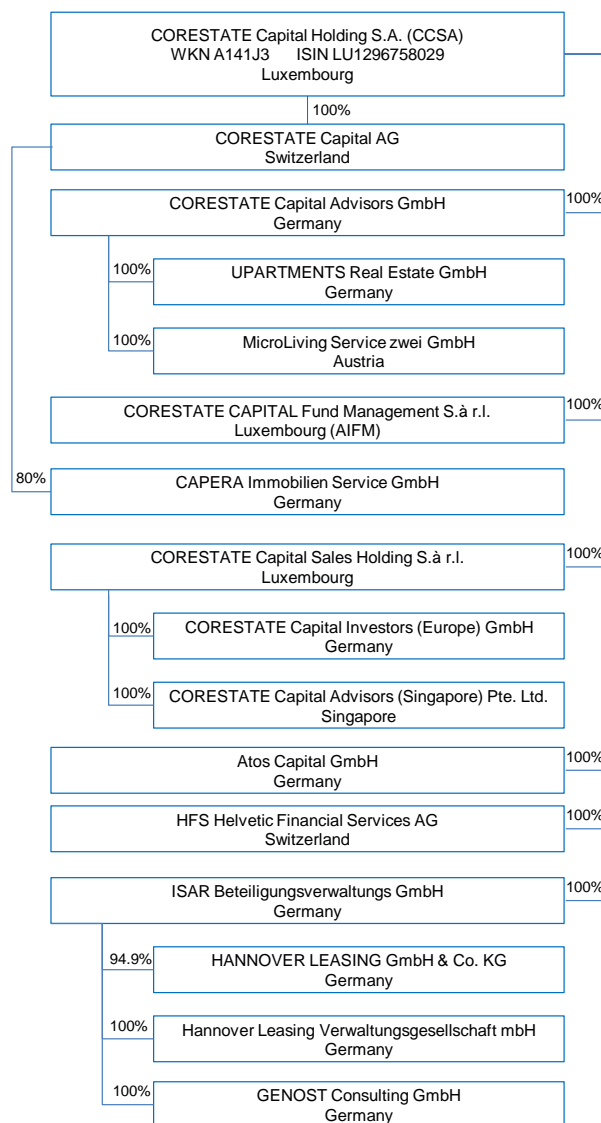 CORESTATE Capital Holding S.A. (CCSA)
WKN A141J3 ISIN LU1296758029
Luxembourg
100%
CORESTATE Capital AG
Switzerland
CORESTATE Capital Advisors GmbH
Germany
100%
100%
UPARTMENTS Real Estate GmbH
Germany
100%
MicroLiving Service zwei GmbH
Austria
CORESTATE CAPITAL Fund Management S.à r.l.
Luxembourg (AIFM)
100%
80%
CAPERA Immobilien Service GmbH
Germany
CORESTATE Capital Sales Holding S.à r.l.
Luxembourg
100%
100%
CORESTATE Capital Investors (Europe) GmbH
Germany
100%
CORESTATE Capital Advisors (Singapore) Pte. Ltd.
Singapore
Atos Capital GmbH
Germany
100%
HFS Helvetic Financial Services AG
Switzerland
100%
ISAR Beteiligungsverwaltungs GmbH
Germany
100%
94.9%
HANNOVER LEASING GmbH & Co. KG
Germany
100%
Hannover Leasing Verwaltungsgesellschaft mbH
Germany
100%
GENOST Consulting GmbH
Germany